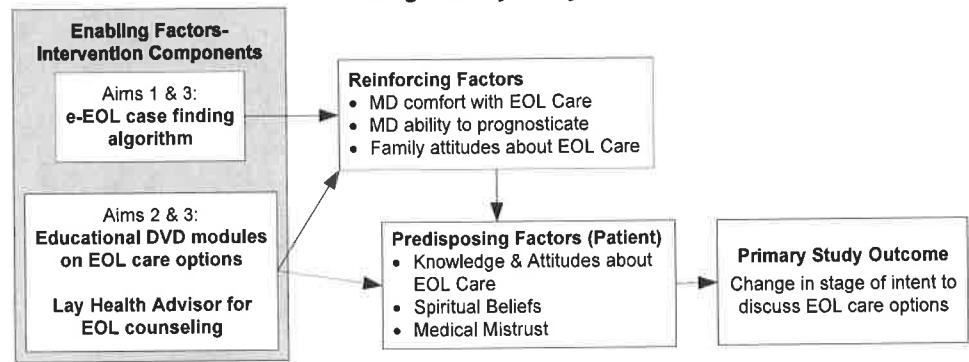 Enabling Factors-
Intervention Components
Aims 1 & 3:
e-EOL case finding
algorithm
Aims 2 & 3:
Educational DVD modules
on EOL care options
Lay Health Advisor for
EOL counseling
Reinforcing Factors
• MD comfort with EOL Care
• MD ability to prognosticate
• Family attitudes about EOL Care
Predisposing Factors (Patient)
• Knowledge & Attitudes about
EOL Care
• Spiritual Beliefs
• Medical Mistrust
Primary Study Outcome
Change in stage of intent to
discuss EOL care options